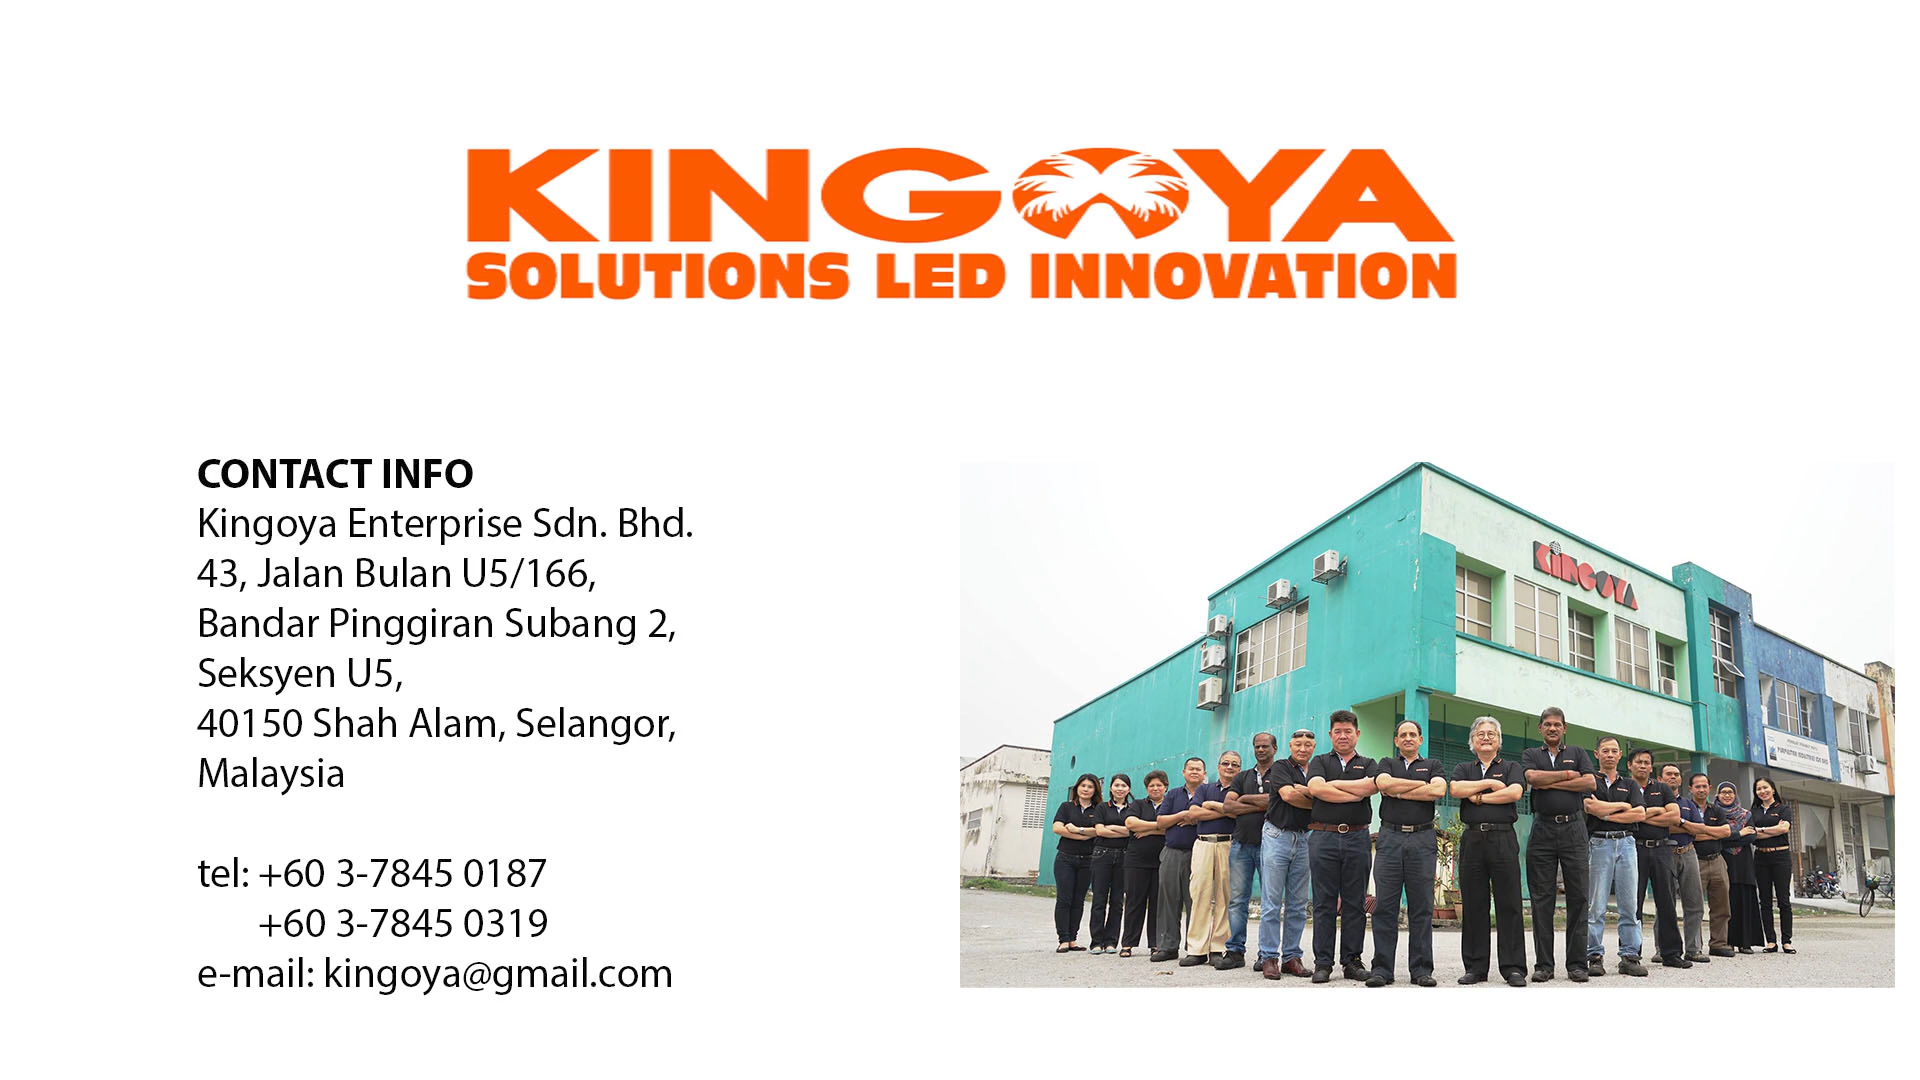 KINGOYA
SOLUTIONS LED INNOVATION
CONTACT INFO
Kingoya Enterprise Sdn. Bhd.
43, Jalan Bulan U5/166,
Bandar Pinggiran Subang 2,
Seksyen U5,
40150 Shah Alam, Selangor,
Malaysia
tel: +60 3-7845 0187
+60 3-7845 0319
e-mail: kingoya@gmail.com
KiNGOYA